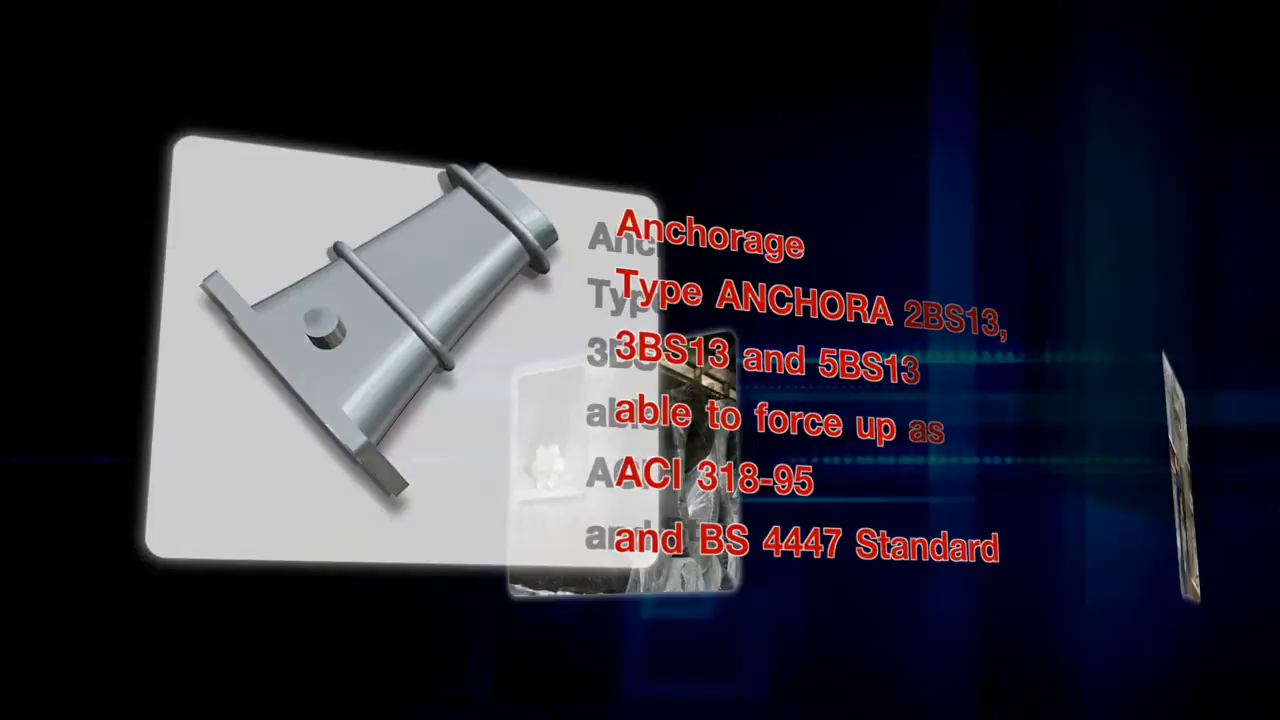 Anchorage
Type ANCHORA 2BS13,
3BS13 and 5BS13
able to force up as
ACI 318-95
and BS 4447 Standard